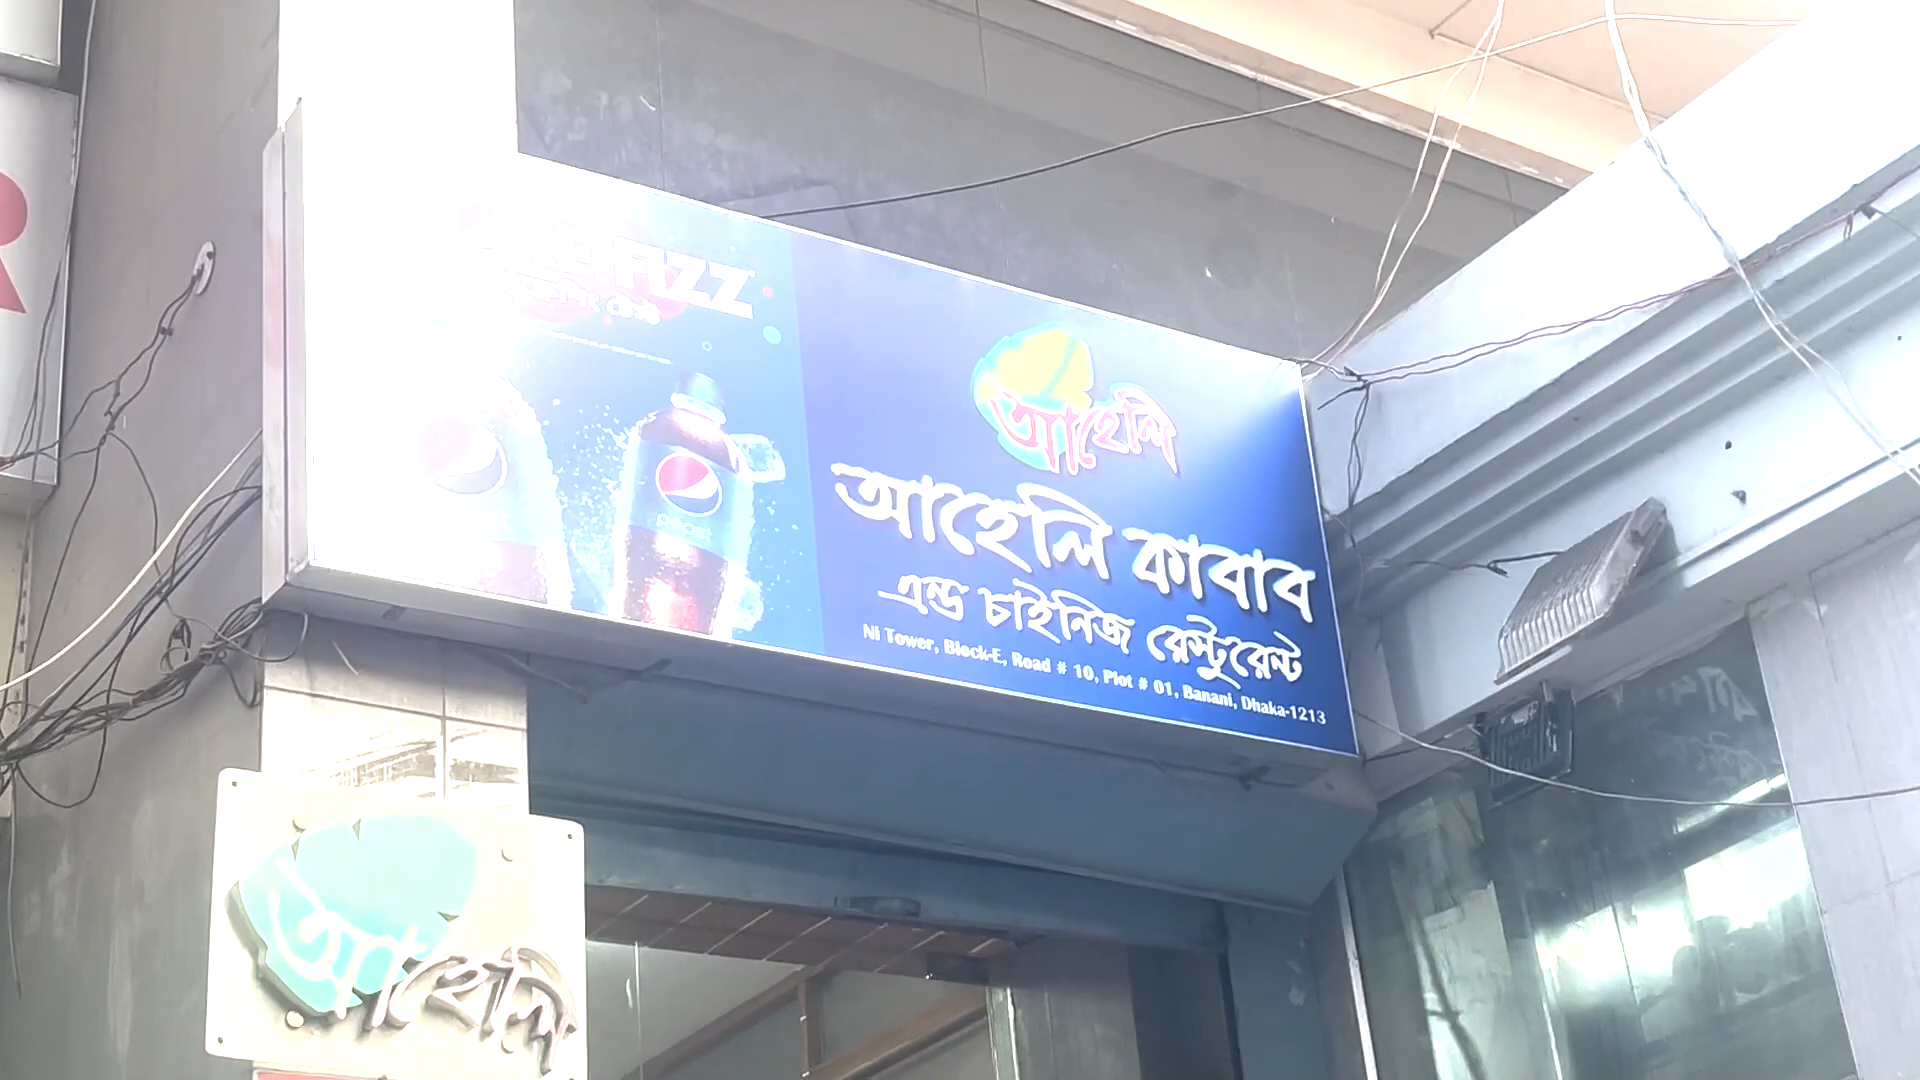 FIZZ
আহেলি
আহেলি কাবাব
এন্ড চাইনিজ রেস্টুরেন্ট
NI Tower, Block-E, Road # 10, Plot # 01, Banani, Dhaka-1213
আহেলি